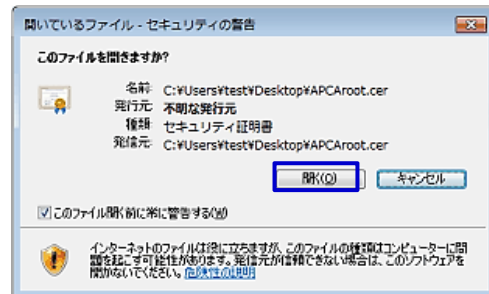 開いているファイル - セキュリティの警告
このファイルを開きますか?
名前: C:¥Users¥test¥Desktop¥APCAroot.cer
発行元: 不明な発行元
種類: セキュリティ証明書
発信元: C:¥Users¥test¥Desktop¥APCAroot.cer
開く(O) キャンセル
このファイルを開く前に常に警告する(W)
インターネットのファイルは役に立ちますが、このファイルの種類はコンピューターに問
題を起こす可能性があります。発信元が信頼できない場合は、このソフトウェアを
開かないでください。危険性の説明